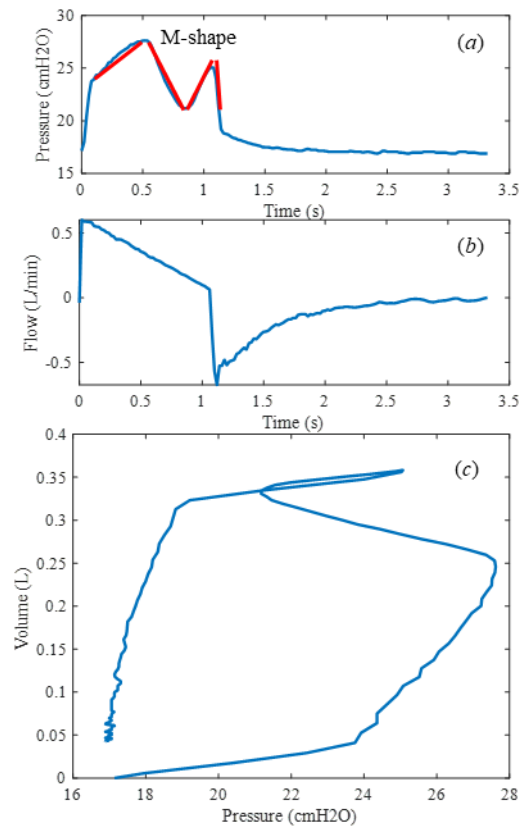 30
M-shape
(a)
25
20
15
Pressure (cmH2O)
0 0.5 1 1.5 2 2.5 3 3.5
Time (s)
0.5
(b)
0
-0.5
Flow (L/min)
0 0.5 1 1.5 2 2.5 3 3.5
Time (s)
0.4
(c)
0.35
0.3
0.25
0.2
0.15
0.1
0.05
0
Volume (L)
16 18 20 22 24 26 28
Pressure (cmH2O)